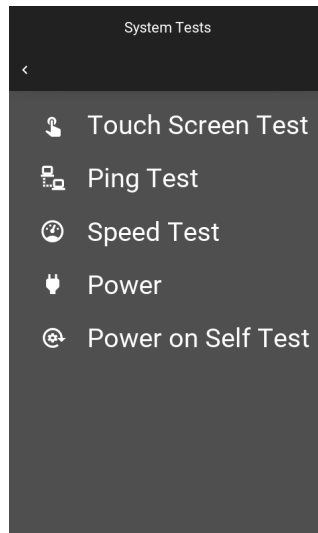 System Tests
Touch Screen Test
Ping Test
Speed Test
Power
Power on Self Test